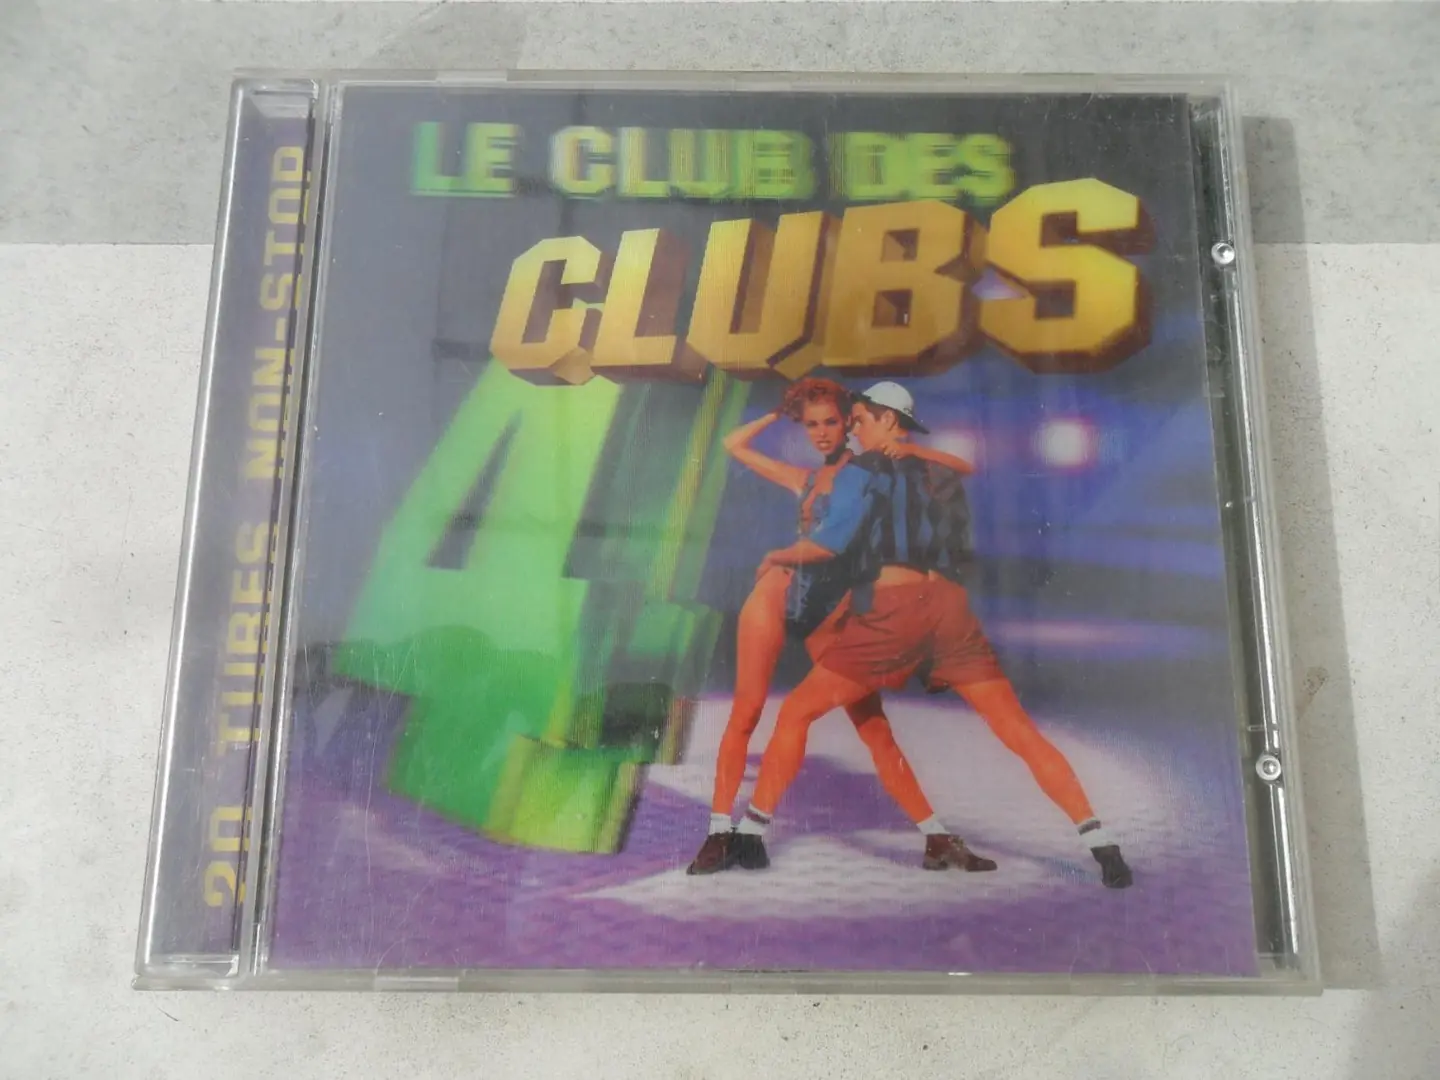 LE CLUB DES
CLUBS
4
20 TUBES NON-STOP